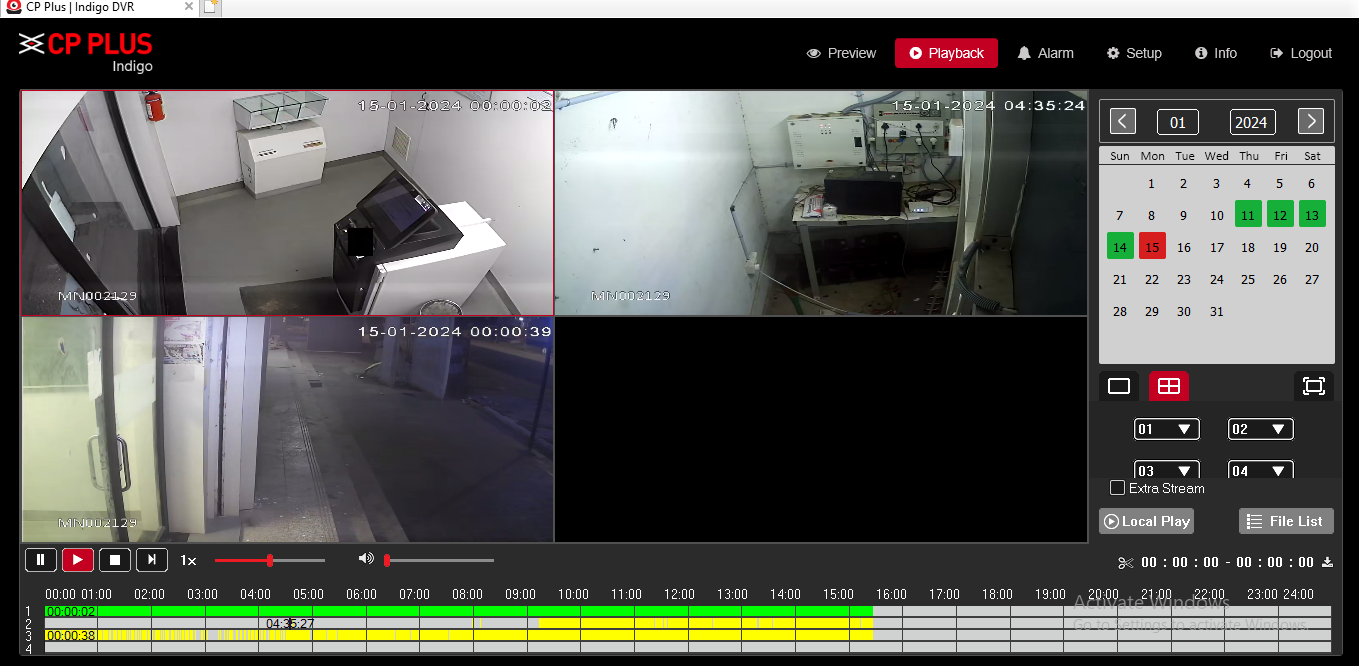 CP Plus | Indigo DVR
CP PLUS
Indigo
Preview
Playback
Alarm
Setup
Info
Logout
15-01-2024 00:00:02
MN002129
15-01-2024 04:35:24
MN002129
15-01-2024 00:00:39
MN002129
01 2024
Sun Mon Tue Wed Thu Fri Sat
1 2 3 4 5 6
7 8 9 10 11 12 13
14 15 16 17 18 19 20
21 22 23 24 25 26 27
28 29 30 31
01 02
03 04
Extra Stream
Local Play File List
1x
00 : 00 : 00 - 00 : 00 : 00
00:00 01:00 02:00 03:00 04:00 05:00 06:00 07:00 08:00 09:00 10:00 11:00 12:00 13:00 14:00 15:00 16:00 17:00 18:00 19:00 20:00 21:00 22:00 23:00 24:00
1 00:00:02
2 04:35:27
3 00:00:38
4
Activate Windows
Go to Settings to activate Windows.